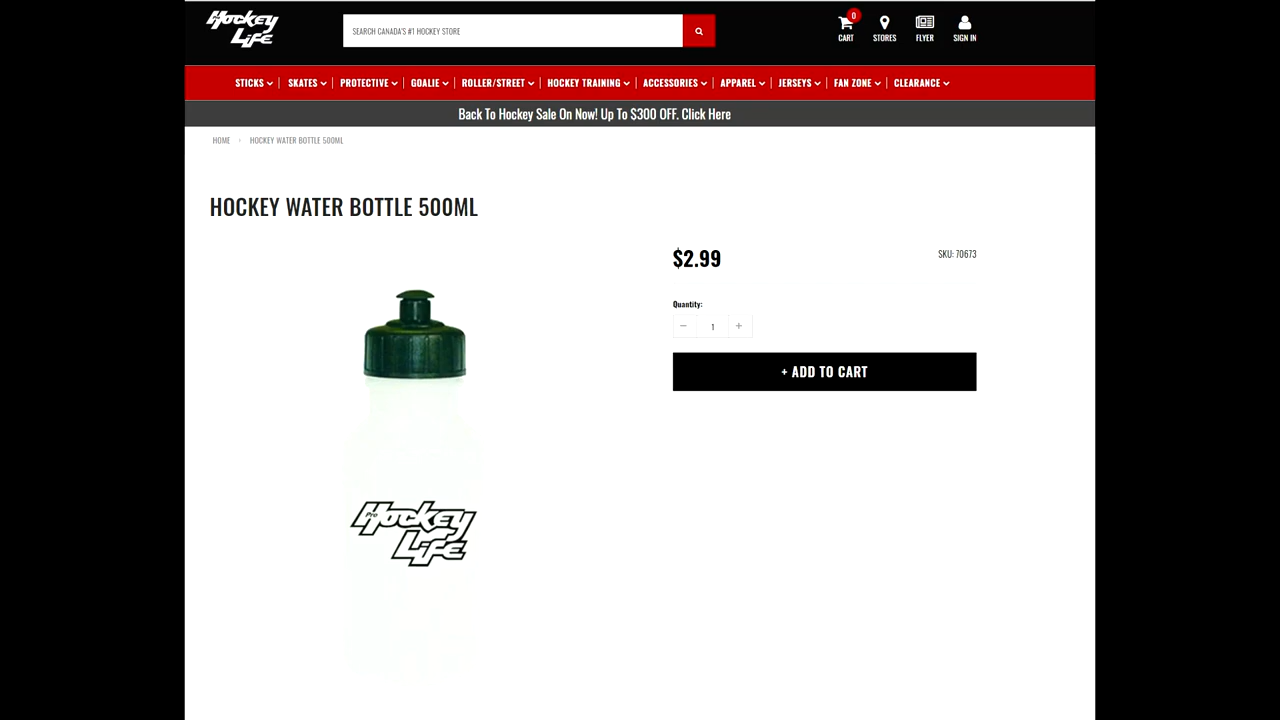 Hockey
Life
SEARCH CANADA'S #1 HOCKEY STORE
0
CART
STORES
FLYER
SIGN IN
STICKS
SKATES
PROTECTIVE
GOALIE
ROLLER/STREET
HOCKEY TRAINING
ACCESSORIES
APPAREL
JERSEYS
FAN ZONE
CLEARANCE
Back To Hockey Sale On Now! Up To $300 OFF. Click Here
HOME › HOCKEY WATER BOTTLE 500ML
HOCKEY WATER BOTTLE 500ML
$2.99
SKU: 70673
Quantity:
− 1 +
+ ADD TO CART
Pro Hockey
Life